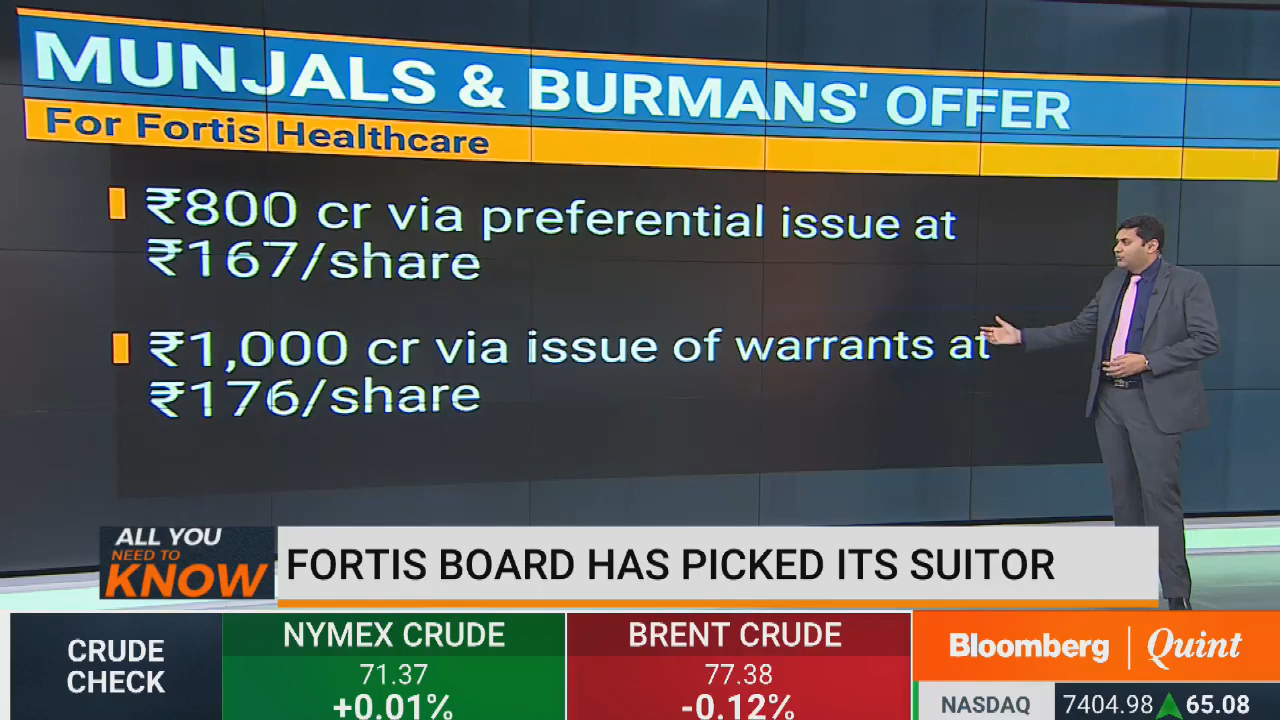 MUNJALS & BURMANS' OFFER
For Fortis Healthcare
₹800 cr via preferential issue at
₹167/share
₹1,000 cr via issue of warrants at
₹176/share
ALL YOU
NEED TO
KNOW
FORTIS BOARD HAS PICKED ITS SUITOR
CRUDE
CHECK
NYMEX CRUDE
71.37
+0.01%
BRENT CRUDE
77.38
-0.12%
Bloomberg | Quint
NASDAQ 7404.98 65.08